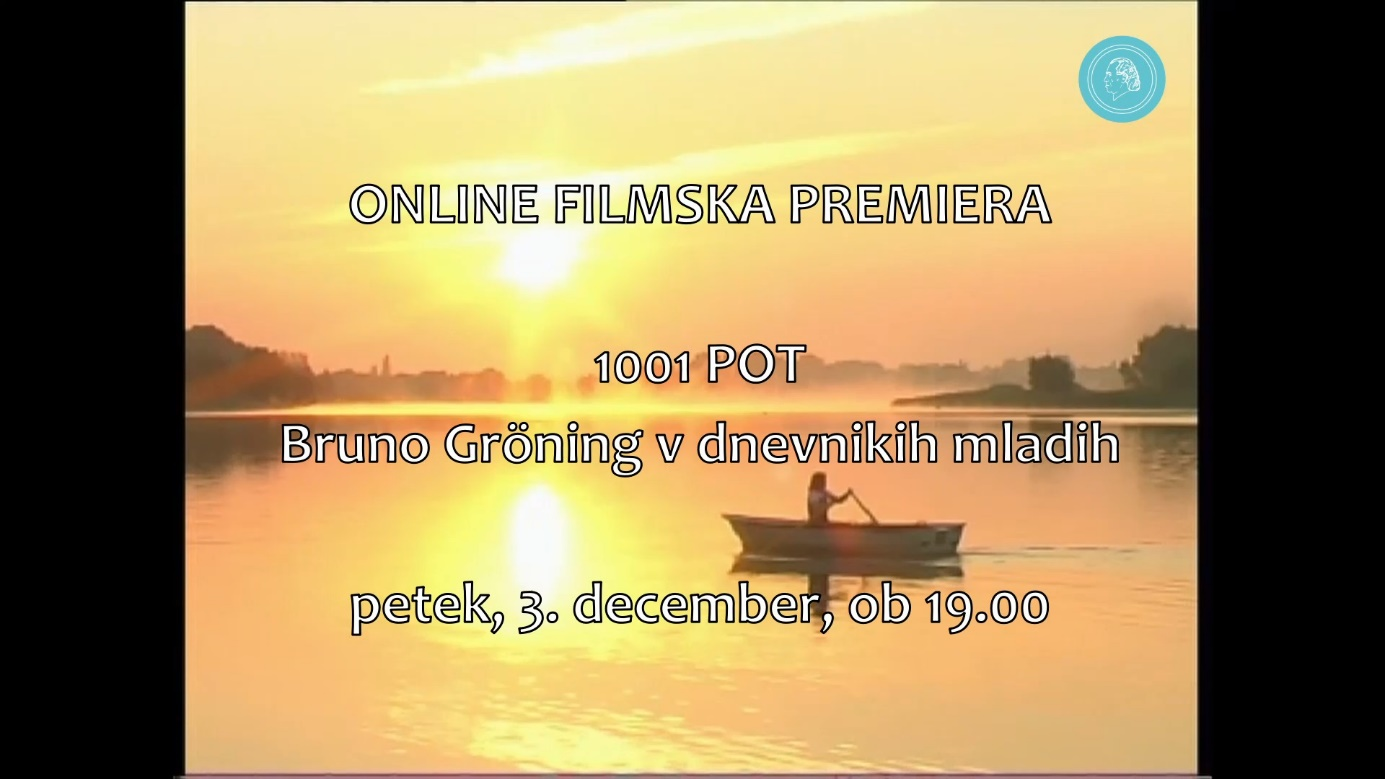 ONLINE FILMSKA PREMIERA
1001 POT
Bruno Gröning v dnevnikih mladih
petek, 3. december, ob 19.00